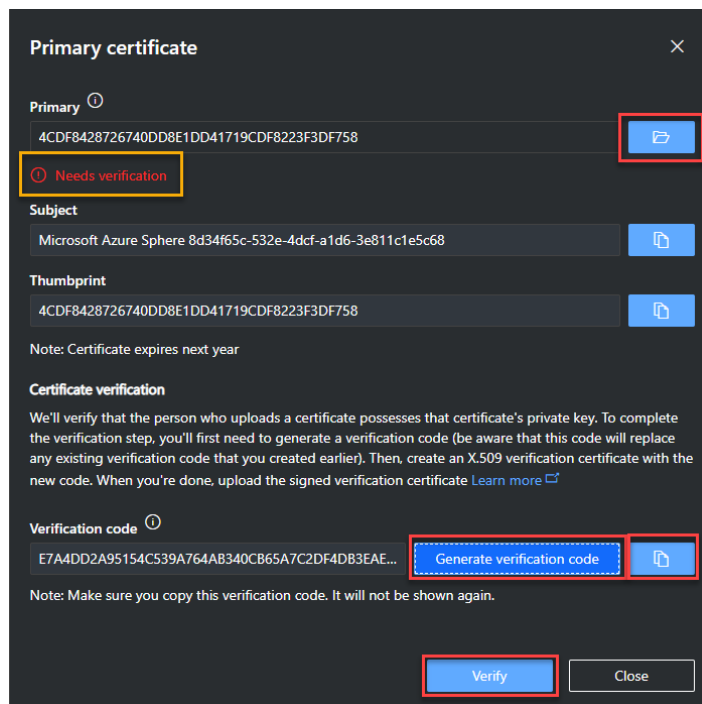 Primary certificate
Primary
4CDF8428726740DD8E1DD41719CDF8223F3DF758
Needs verification
Subject
Microsoft Azure Sphere 8d34f65c-532e-4dcf-a1d6-3e811c1e5c68
Thumbprint
4CDF8428726740DD8E1DD41719CDF8223F3DF758
Note: Certificate expires next year
Certificate verification
We'll verify that the person who uploads a certificate possesses that certificate's private key. To complete
the verification step, you'll first need to generate a verification code (be aware that this code will replace
any existing verification code that you created earlier). Then, create an X.509 verification certificate with the
new code. When you're done, upload the signed verification certificate Learn more
Verification code
E7A4DD2A95154C539A764AB340CB65A7C2DF4DB3EAE... Generate verification code
Note: Make sure you copy this verification code. It will not be shown again.
Verify Close